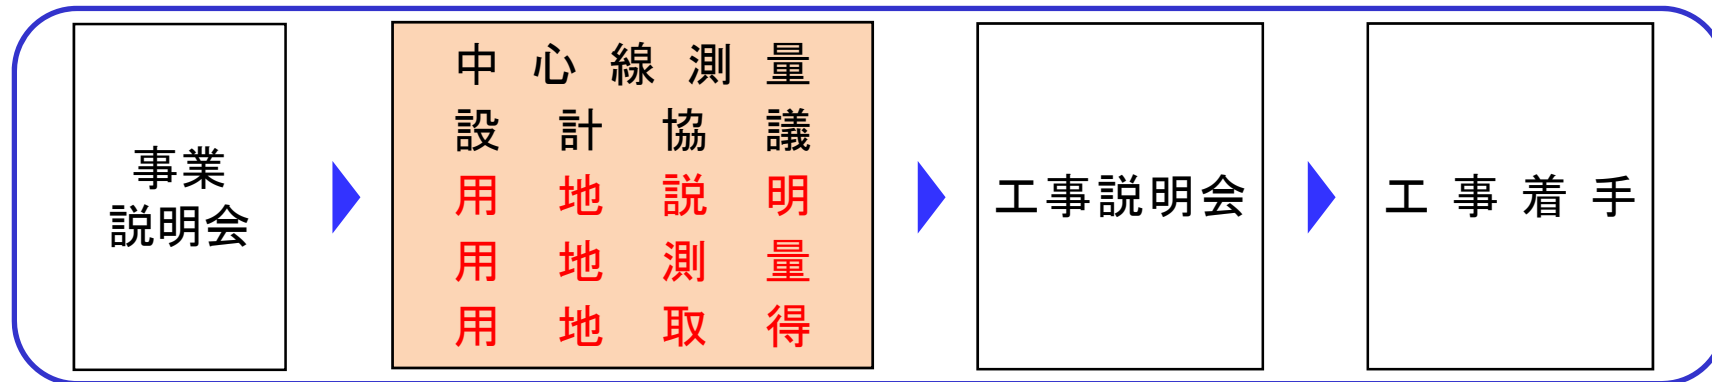 事業
説明会
中心線測量
設計協議
用地説明
用地測量
用地取得
工事説明会
工事着手